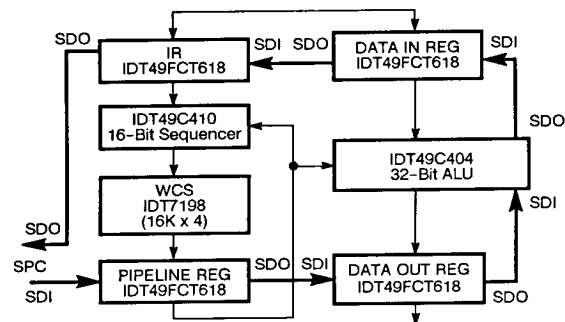 SDO
IR
IDT49FCT618
SDI
SDO
DATA IN REG
IDT49FCT618
SDI
IDT49C410
16-Bit Sequencer
SDO
IDT49C404
32-Bit ALU
WCS
IDT7198
(16K x 4)
SDI
SDO
SPC
SDI
PIPELINE REG
IDT49FCT618
SDO
SDI
DATA OUT REG
IDT49FCT618
SDO